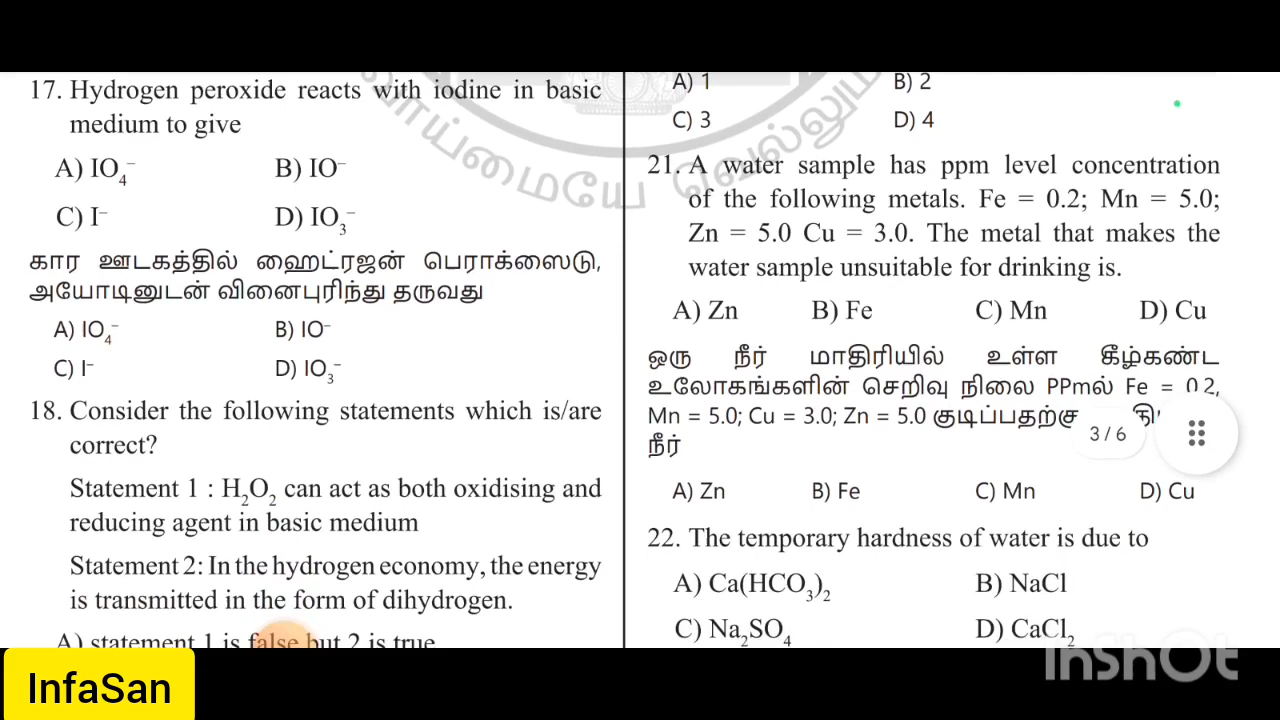 வாய்மையே வெல்லும்
17. Hydrogen peroxide reacts with iodine in basic
medium to give
A) IO₄⁻ B) IO⁻
C) I⁻ D) IO₃⁻
கார ஊடகத்தில் ஹைட்ரஜன் பெராக்ஸைடு,
அயோடினுடன் வினைபுரிந்து தருவது
A) IO₄⁻ B) IO⁻
C) I⁻ D) IO₃⁻
18. Consider the following statements which is/are
correct?
Statement 1 : H₂O₂ can act as both oxidising and
reducing agent in basic medium
Statement 2: In the hydrogen economy, the energy
is transmitted in the form of dihydrogen.
A) statement 1 is false but 2 is true
A) 1 B) 2
C) 3 D) 4
21. A water sample has ppm level concentration
of the following metals. Fe = 0.2; Mn = 5.0;
Zn = 5.0 Cu = 3.0. The metal that makes the
water sample unsuitable for drinking is.
A) Zn B) Fe C) Mn D) Cu
ஒரு நீர் மாதிரியில் உள்ள கீழ்கண்ட
உலோகங்களின் செறிவு நிலை PPmல் Fe = 0.2,
Mn = 5.0; Cu = 3.0; Zn = 5.0 குடிப்பதற்கு
நீர்
3 / 6
A) Zn B) Fe C) Mn D) Cu
22. The temporary hardness of water is due to
A) Ca(HCO₃)₂ B) NaCl
C) Na₂SO₄ D) CaCl₂
InShOt
InfaSan